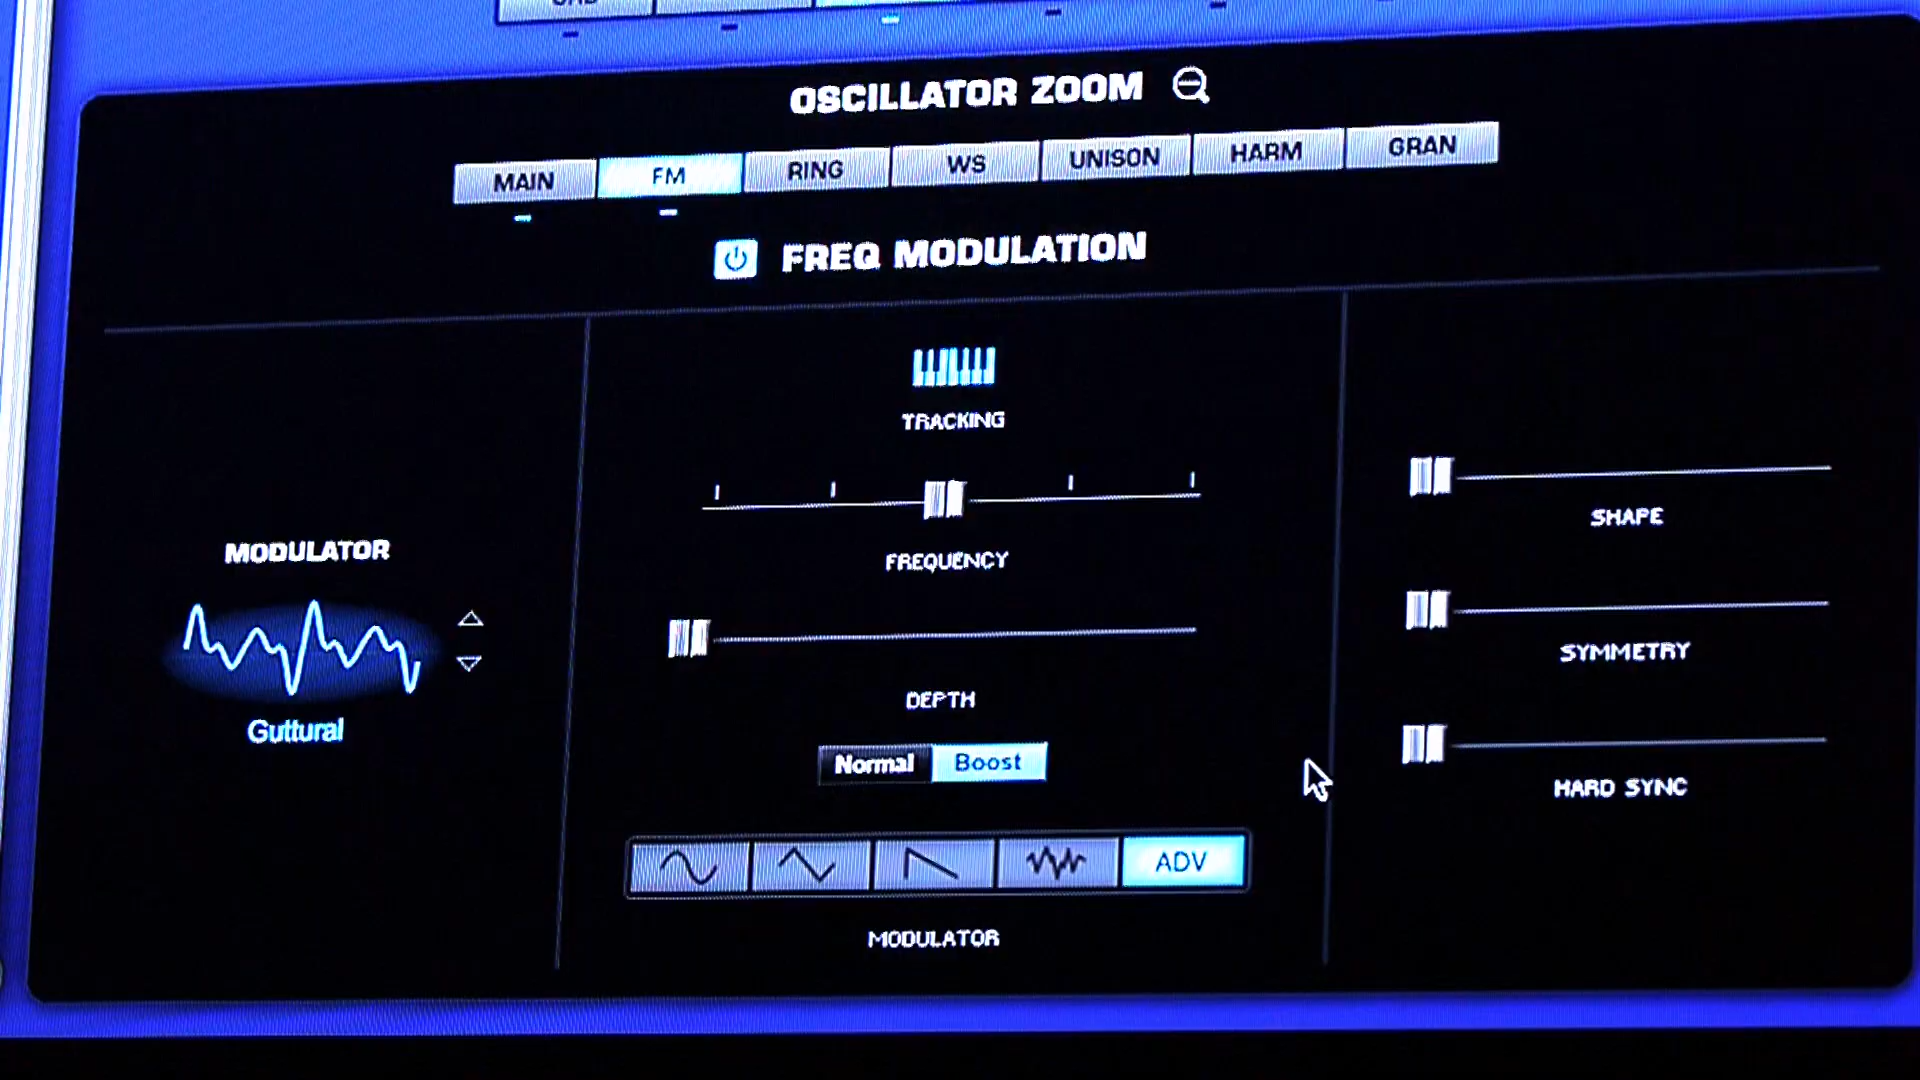 OSCILLATOR ZOOM
MAIN FM RING WS UNISON HARM GRAN
FREQ MODULATION
TRACKING
FREQUENCY
DEPTH
Normal Boost
ADV
MODULATOR
MODULATOR
Guttural
SHAPE
SYMMETRY
HARD SYNC